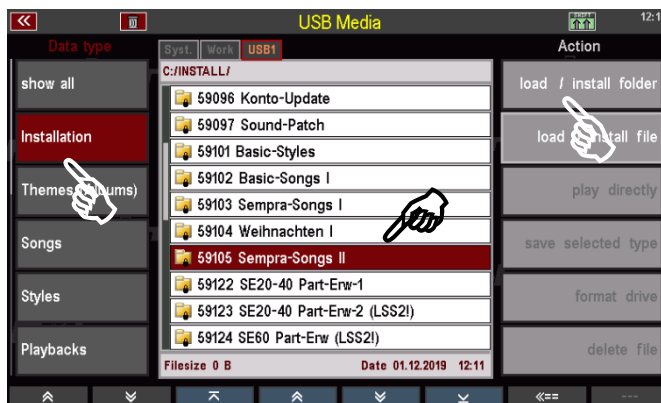 USB Media
12:1
Data type
Syst. Work USB1
Action
C:/INSTALL/
show all
Installation
Themes (Albums)
Songs
Styles
Playbacks
59096 Konto-Update
59097 Sound-Patch
59101 Basic-Styles
59102 Basic-Songs I
59103 Sempra-Songs I
59104 Weihnachten I
59105 Sempra-Songs II
59122 SE20-40 Part-Erw-1
59123 SE20-40 Part-Erw-2 (LSS2!)
59124 SE60 Part-Erw (LSS2!)
Filesize 0 B Date 01.12.2019 12:11
load / install folder
load / install file
play directly
save selected type
format drive
delete file
«== ---